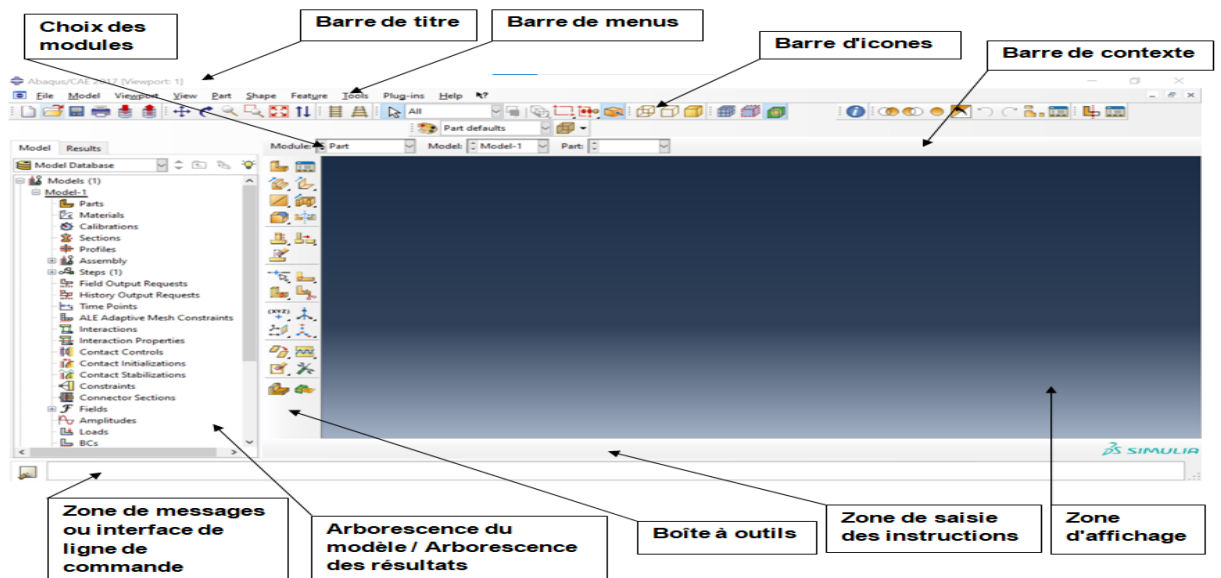 Choix des
modules
Barre de titre
Barre de menus
Barre d'icones
Barre de contexte
Abaqus/CAE 2017 [Viewport: 1]
File Model Viewport View Part Shape Feature Tools Plug-ins Help
All
Part defaults
Model Results
Module: Part Model: Model-1 Part:
Model Database
Models (1)
Model-1
Parts
Materials
Calibrations
Sections
Profiles
Assembly
Steps (1)
Field Output Requests
History Output Requests
Time Points
ALE Adaptive Mesh Constraints
Interactions
Interaction Properties
Contact Controls
Contact Initializations
Contact Stabilizations
Constraints
Connector Sections
Fields
Amplitudes
Loads
BCs
(XYZ)
SIMULIA
Zone de messages
ou interface de
ligne de
commande
Arborescence du
modèle / Arborescence
des résultats
Boîte à outils
Zone de saisie
des instructions
Zone
d'affichage